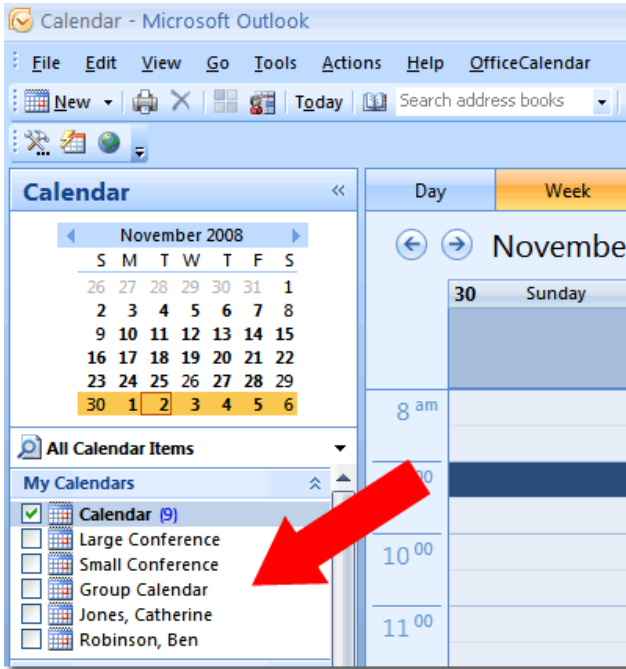 Calendar - Microsoft Outlook
File Edit View Go Tools Actions Help OfficeCalendar
New Today Search address books
Calendar «
Day Week
November 2008
S M T W T F S
26 27 28 29 30 31 1
2 3 4 5 6 7 8
9 10 11 12 13 14 15
16 17 18 19 20 21 22
23 24 25 26 27 28 29
30 1 2 3 4 5 6
All Calendar Items
My Calendars
Calendar (9)
Large Conference
Small Conference
Group Calendar
Jones, Catherine
Robinson, Ben
30 Sunday
8 am
00
10 00
11 00